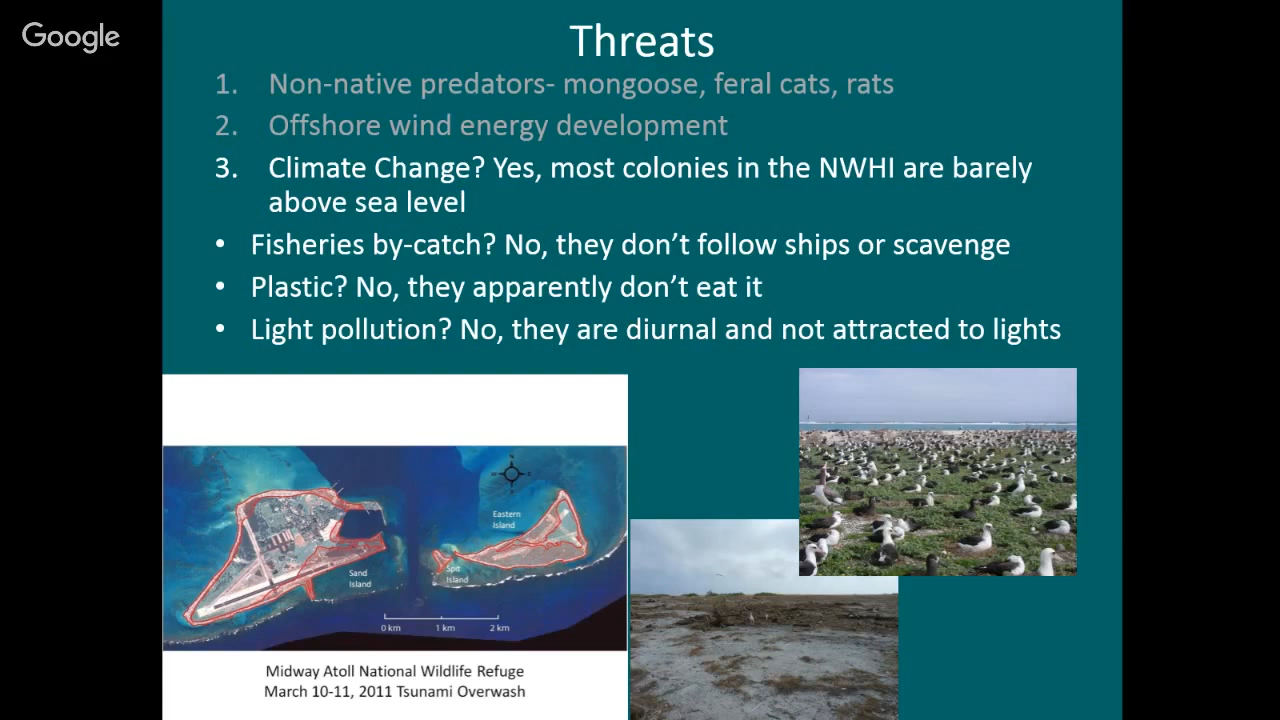 Google
Threats
1. Non-native predators- mongoose, feral cats, rats
2. Offshore wind energy development
3. Climate Change? Yes, most colonies in the NWHI are barely
above sea level
• Fisheries by-catch? No, they don't follow ships or scavenge
• Plastic? No, they apparently don't eat it
• Light pollution? No, they are diurnal and not attracted to lights
Eastern
Island
Spit
Island
Sand
Island
0 km 1 km 2 km
Midway Atoll National Wildlife Refuge
March 10-11, 2011 Tsunami Overwash